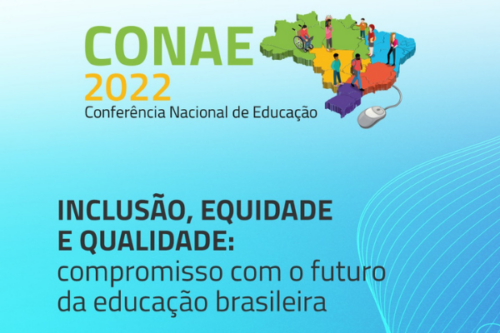 CONAE
2022
Conferência Nacional de Educação
INCLUSÃO, EQUIDADE
E QUALIDADE:
compromisso com o futuro
da educação brasileira